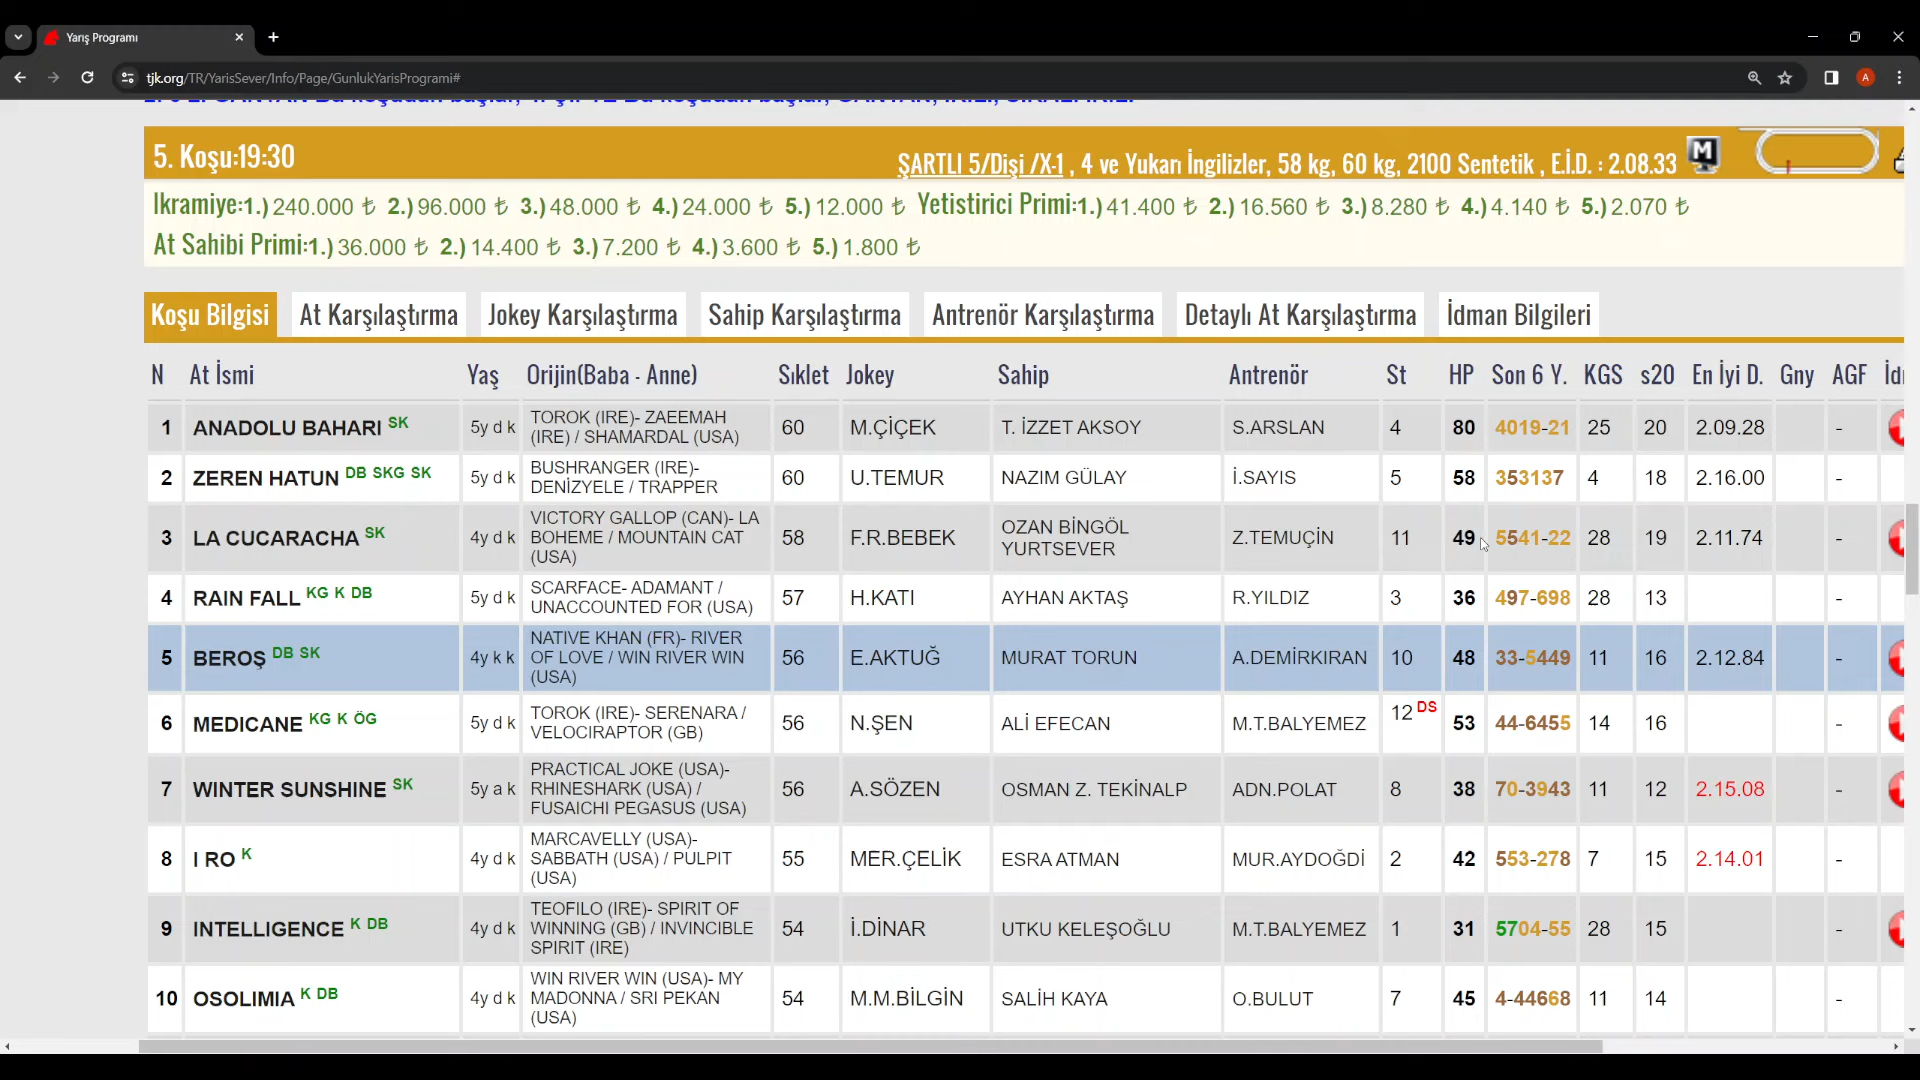 Yarış Programı
tjk.org/TR/YarisSever/Info/Page/GunlukYarisProgrami#
A
5. Koşu:19:30
ŞARTLI 5/Dişi /X-1 , 4 ve Yukarı İngilizler, 58 kg, 60 kg, 2100 Sentetik , E.İ.D. : 2.08.33
M
Ikramiye:1.) 240.000 ₺ 2.) 96.000 ₺ 3.) 48.000 ₺ 4.) 24.000 ₺ 5.) 12.000 ₺ Yetistirici Primi:1.) 41.400 ₺ 2.) 16.560 ₺ 3.) 8.280 ₺ 4.) 4.140 ₺ 5.) 2.070 ₺
At Sahibi Primi:1.) 36.000 ₺ 2.) 14.400 ₺ 3.) 7.200 ₺ 4.) 3.600 ₺ 5.) 1.800 ₺
Koşu Bilgisi At Karşılaştırma Jokey Karşılaştırma Sahip Karşılaştırma Antrenör Karşılaştırma Detaylı At Karşılaştırma İdman Bilgileri
N At İsmi Yaş Orijin(Baba - Anne) Sıklet Jokey Sahip Antrenör St HP Son 6 Y. KGS s20 En İyi D. Gny AGF
1 ANADOLU BAHARI SK 5y d k TOROK (IRE)- ZAEEMAH (IRE) / SHAMARDAL (USA) 60 M.ÇİÇEK T. İZZET AKSOY S.ARSLAN 4 80 4019-21 25 20 2.09.28 -
2 ZEREN HATUN DB SKG SK 5y d k BUSHRANGER (IRE)- DENİZYELE / TRAPPER 60 U.TEMUR NAZIM GÜLAY İ.SAYIS 5 58 353137 4 18 2.16.00 -
3 LA CUCARACHA SK 4y d k VICTORY GALLOP (CAN)- LA BOHEME / MOUNTAIN CAT (USA) 58 F.R.BEBEK OZAN BİNGÖL YURTSEVER Z.TEMUÇİN 11 49 5541-22 28 19 2.11.74 -
4 RAIN FALL KG K DB 5y d k SCARFACE- ADAMANT / UNACCOUNTED FOR (USA) 57 H.KATI AYHAN AKTAŞ R.YILDIZ 3 36 497-698 28 13 -
5 BEROŞ DB SK 4y k k NATIVE KHAN (FR)- RIVER OF LOVE / WIN RIVER WIN (USA) 56 E.AKTUĞ MURAT TORUN A.DEMİRKIRAN 10 48 33-5449 11 16 2.12.84 -
6 MEDICANE KG K ÖG 5y d k TOROK (IRE)- SERENARA / VELOCIRAPTOR (GB) 56 N.ŞEN ALİ EFECAN M.T.BALYEMEZ 12 DS 53 44-6455 14 16 -
7 WINTER SUNSHINE SK 5y a k PRACTICAL JOKE (USA)- RHINESHARK (USA) / FUSAICHI PEGASUS (USA) 56 A.SÖZEN OSMAN Z. TEKİNALP ADN.POLAT 8 38 70-3943 11 12 2.15.08 -
8 I RO K 4y d k MARCAVELLY (USA)- SABBATH (USA) / PULPIT (USA) 55 MER.ÇELİK ESRA ATMAN MUR.AYDOĞDİ 2 42 553-278 7 15 2.14.01 -
9 INTELLIGENCE K DB 4y d k TEOFILO (IRE)- SPIRIT OF WINNING (GB) / INVINCIBLE SPIRIT (IRE) 54 İ.DİNAR UTKU KELEŞOĞLU M.T.BALYEMEZ 1 31 5704-55 28 15 -
10 OSOLIMIA K DB 4y d k WIN RIVER WIN (USA)- MY MADONNA / SRI PEKAN (USA) 54 M.M.BİLGİN SALİH KAYA O.BULUT 7 45 4-44668 11 14 -